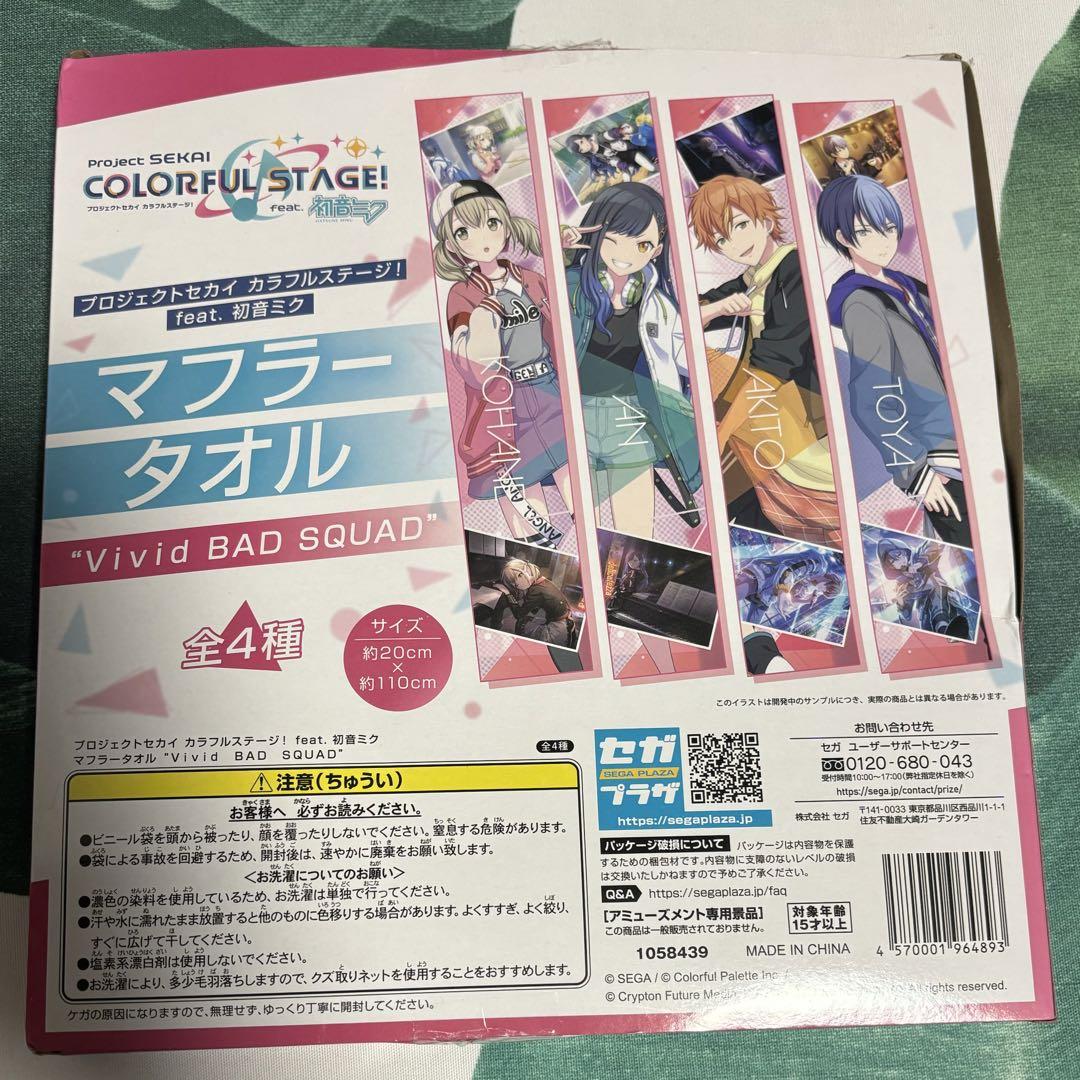 Project SEKAI
COLORFUL STAGE!
プロジェクトセカイ カラフルステージ！
feat. 初音ミク
HATSUNE MIKU
プロジェクトセカイ カラフルステージ！
feat. 初音ミク
マフラー
タオル
“Vivid BAD SQUAD”
全4種
サイズ
約20cm
×
約110cm
KOHANE
AN
AKITO
TOYA
このイラストは開発中のサンプルにつき、実際の商品とは異なる場合があります。
プロジェクトセカイ カラフルステージ！ feat. 初音ミク
マフラータオル “Vivid BAD SQUAD”
全4種
注意（ちゅうい）
お客様へ 必ずお読みください。
●ビニール袋を頭から被ったり、顔を覆ったりしないでください。窒息する危険があります。
●袋による事故を回避するため、開封後は、速やかに廃棄をお願い致します。
＜お洗濯についてのお願い＞
●濃色の染料を使用しているため、お洗濯は単独で行ってください。
●汗や水に濡れたまま放置すると他のものに色移りする場合があります。よくすすぎ、よく絞り、
すぐに広げて干してください。
●塩素系漂白剤は使用しないでください。
●お洗濯により、多少毛羽落ちしますので、クズ取りネットを使用することをおすすめします。
ケガの原因になりますので、無理せず、ゆっくり丁寧に開封してください。
セガ
SEGA PLAZA
プラザ
https://segaplaza.jp
お問い合わせ先
セガ ユーザーサポートセンター
0120-680-043
受付時間10:00〜17:00（弊社指定休日を除く）
https://sega.jp/contact/prize/
株式会社 セガ
〒141-0033 東京都品川区西品川1-1-1
住友不動産大崎ガーデンタワー
パッケージ破損について パッケージは内容物を保護
するための梱包材です。内容物に支障のないレベルの破損
は交換いたしかねますので予めご了承ください。
Q&A https://segaplaza.jp/faq
［アミューズメント専用景品］
この商品は一般販売されておりません。
対象年齢
15才以上
1058439 MADE IN CHINA
4 570001 964893
© SEGA / © Colorful Palette Inc. /
© Crypton Future Media All rights reserved.